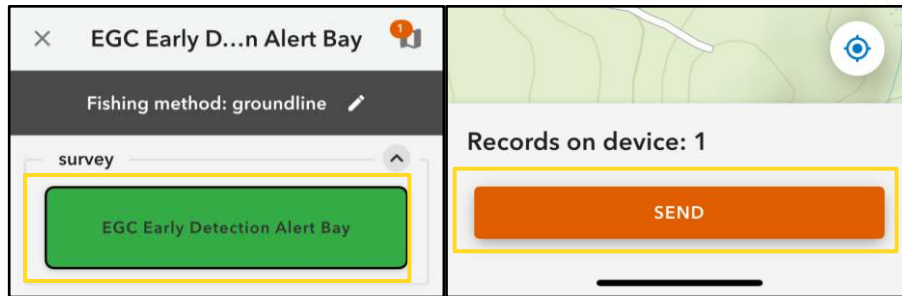 EGC Early D...n Alert Bay
1
Fishing method: groundline
survey
EGC Early Detection Alert Bay
Records on device: 1
SEND